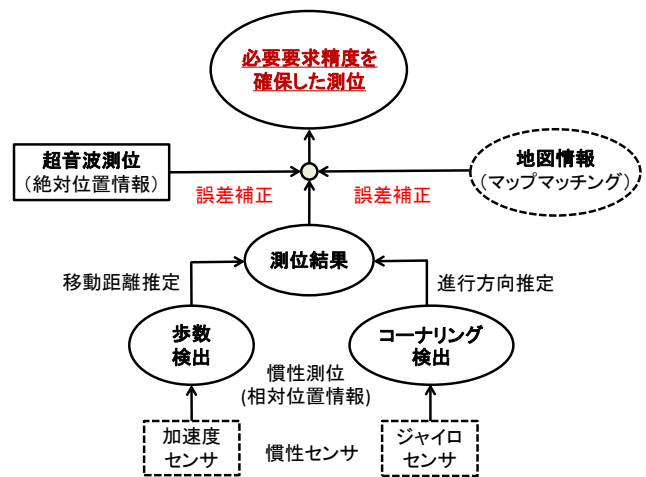 必要要求精度を
確保した測位
超音波測位
（絶対位置情報）
地図情報
（マップマッチング）
誤差補正
誤差補正
測位結果
移動距離推定
進行方向推定
歩数
検出
コーナリング
検出
慣性測位
(相対位置情報)
加速度
センサ
慣性センサ
ジャイロ
センサ